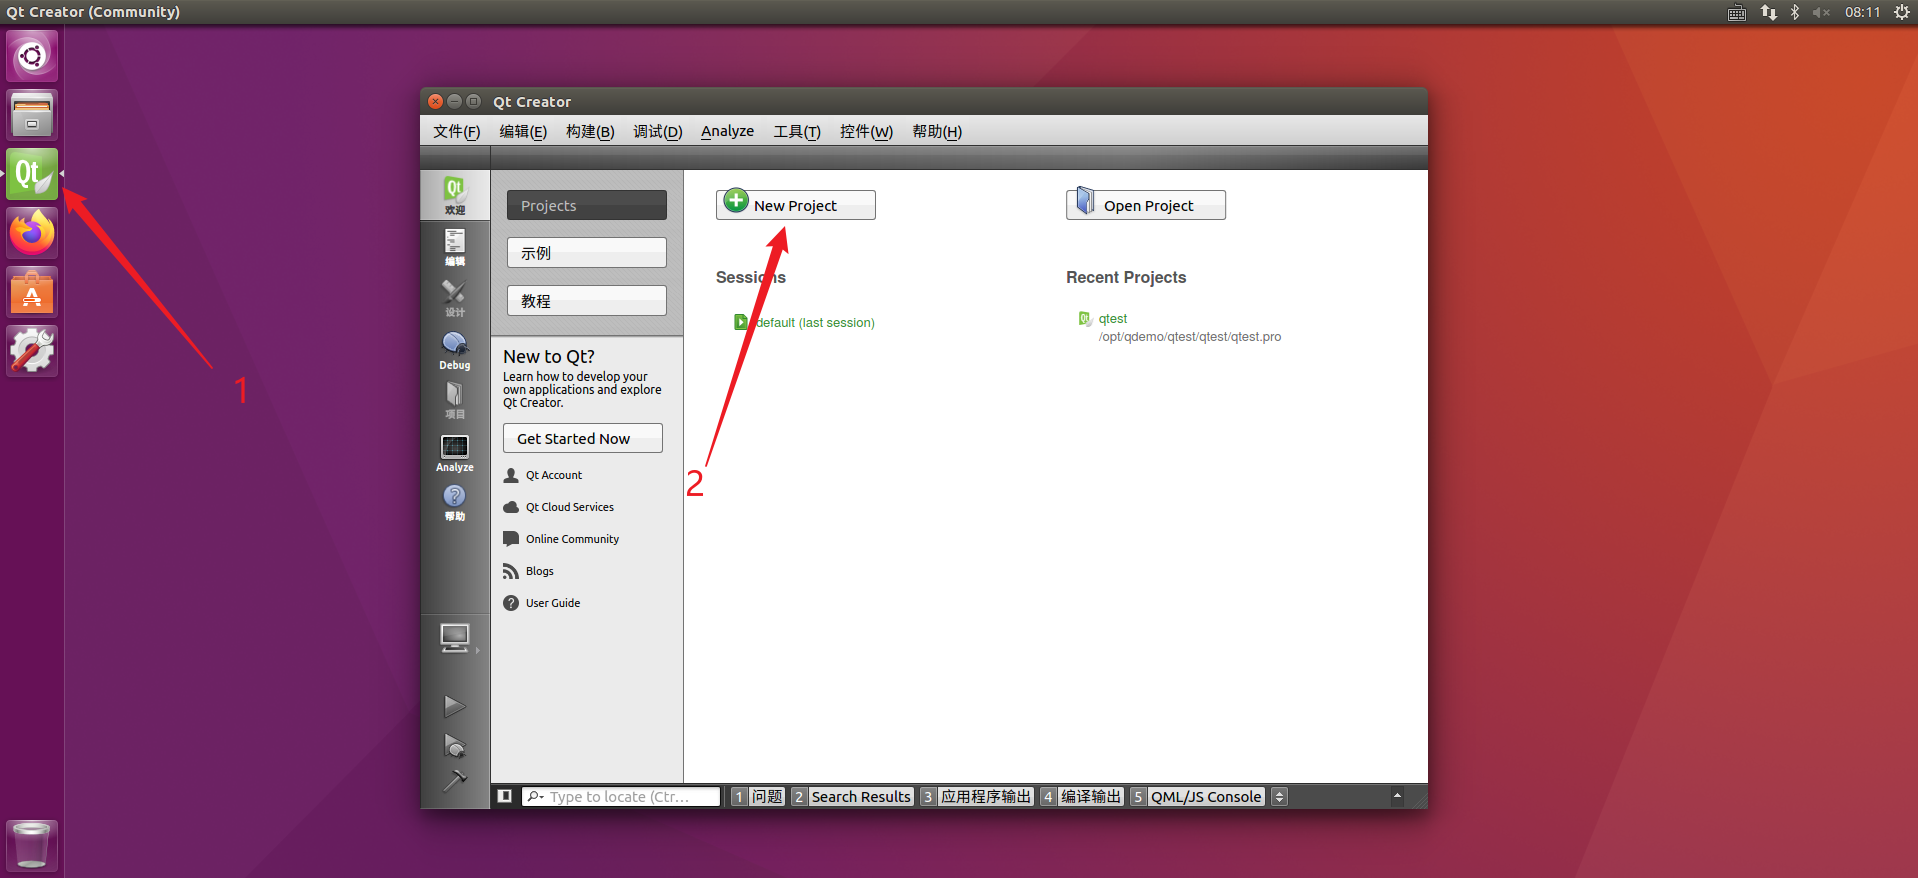 Qt Creator (Community)
08:11
Qt Creator
文件(F) 编辑(E) 构建(B) 调试(D) Analyze 工具(T) 控件(W) 帮助(H)
Qt
欢迎
编辑
设计
Debug
项目
Analyze
帮助
Projects
示例
教程
New to Qt?
Learn how to develop your
own applications and explore
Qt Creator.
Get Started Now
Qt Account
Qt Cloud Services
Online Community
Blogs
User Guide
New Project
Open Project
Sessions
default (last session)
Recent Projects
qtest
/opt/qdemo/qtest/qtest/qtest.pro
1
2
Type to locate (Ctr...
1 问题 2 Search Results 3 应用程序输出 4 编译输出 5 QML/JS Console